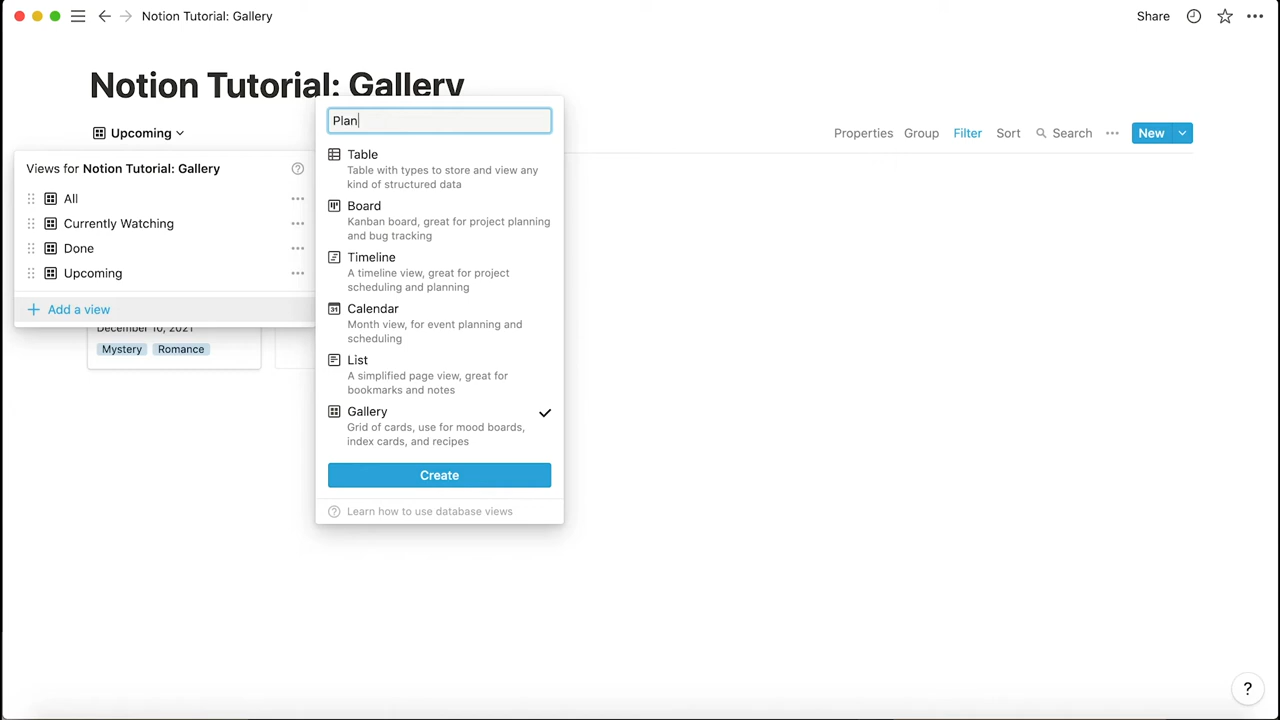 Notion Tutorial: Gallery
Share
Notion Tutorial: Gallery
Upcoming
Properties Group Filter Sort Search New
Views for Notion Tutorial: Gallery
All
Currently Watching
Done
Upcoming
Add a view
December 10, 2021
Mystery Romance
Plan
Table
Table with types to store and view any
kind of structured data
Board
Kanban board, great for project planning
and bug tracking
Timeline
A timeline view, great for project
scheduling and planning
31 Calendar
Month view, for event planning and
scheduling
List
A simplified page view, great for
bookmarks and notes
Gallery
Grid of cards, use for mood boards,
index cards, and recipes
Create
Learn how to use database views
?